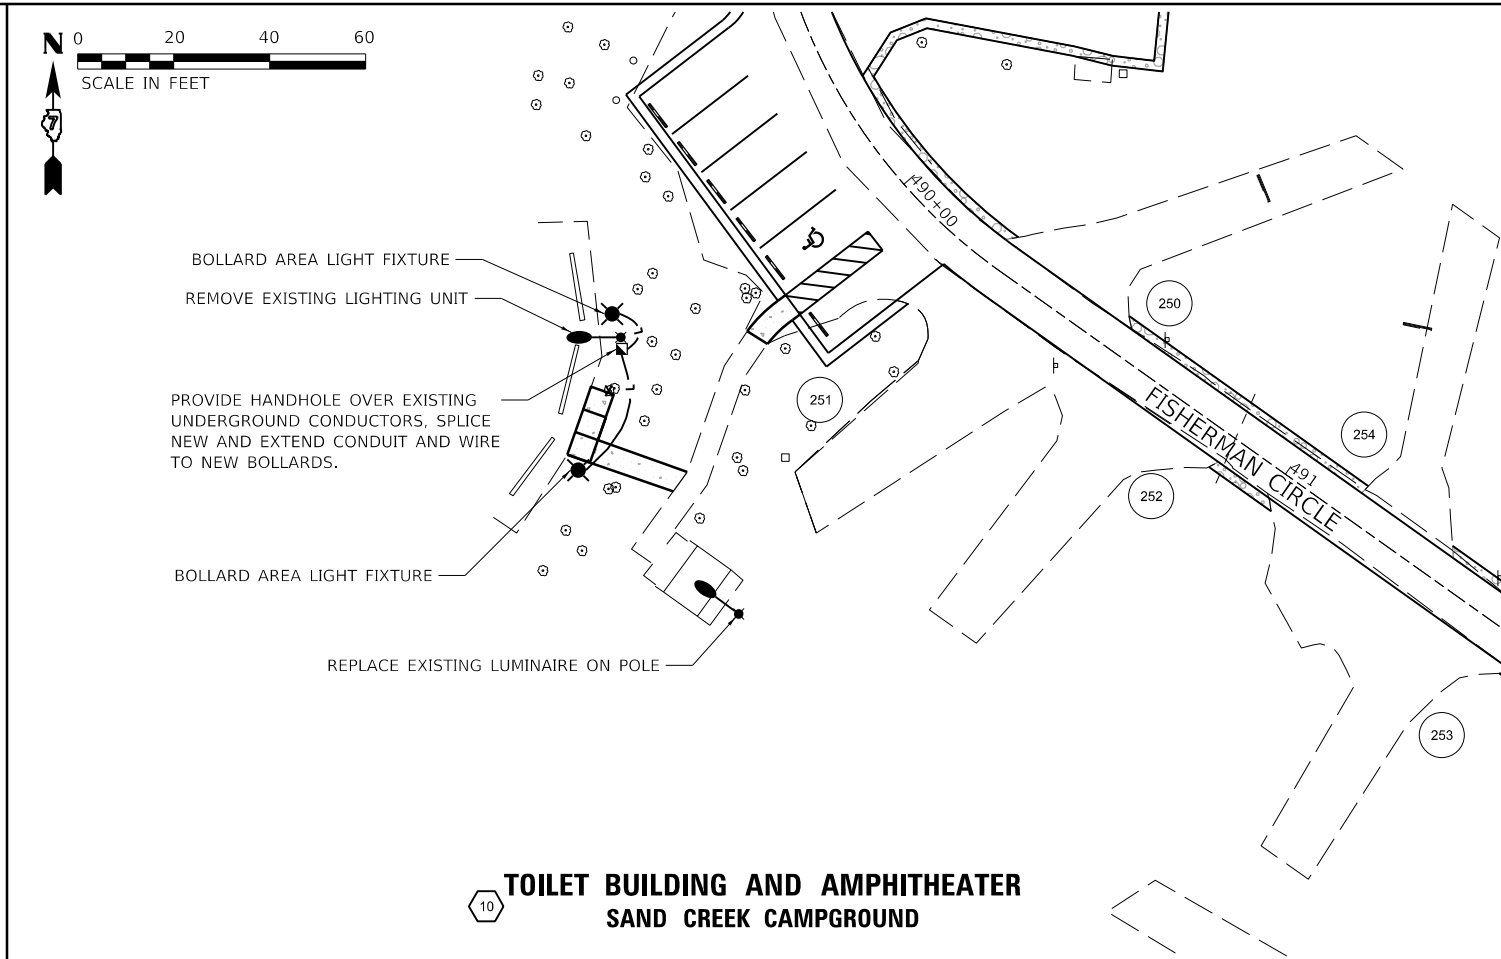 N
0 20 40 60
SCALE IN FEET
7
490+00
BOLLARD AREA LIGHT FIXTURE
REMOVE EXISTING LIGHTING UNIT
250
PROVIDE HANDHOLE OVER EXISTING
UNDERGROUND CONDUCTORS, SPLICE
NEW AND EXTEND CONDUIT AND WIRE
TO NEW BOLLARDS.
251
FISHERMAN CIRCLE
254
491
252
BOLLARD AREA LIGHT FIXTURE
REPLACE EXISTING LUMINAIRE ON POLE
253
10
TOILET BUILDING AND AMPHITHEATER
SAND CREEK CAMPGROUND